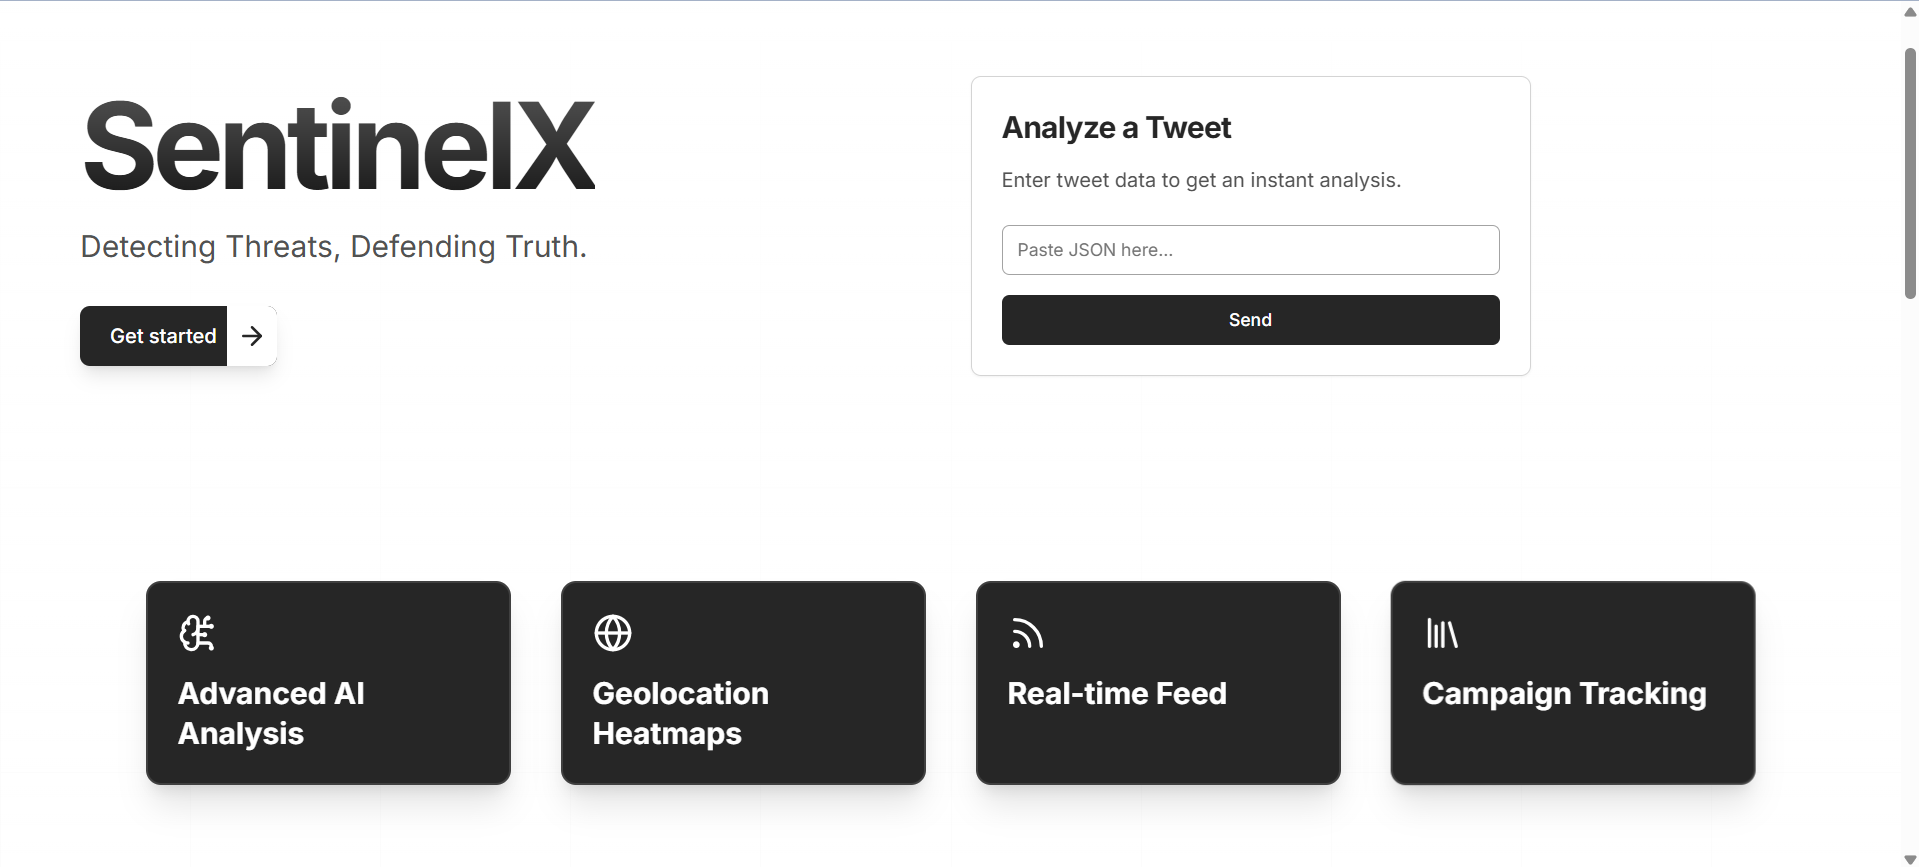 SentinelX
Detecting Threats, Defending Truth.
Get started
Analyze a Tweet
Enter tweet data to get an instant analysis.
Paste JSON here...
Send
Advanced AI
Analysis
Geolocation
Heatmaps
Real-time Feed
Campaign Tracking